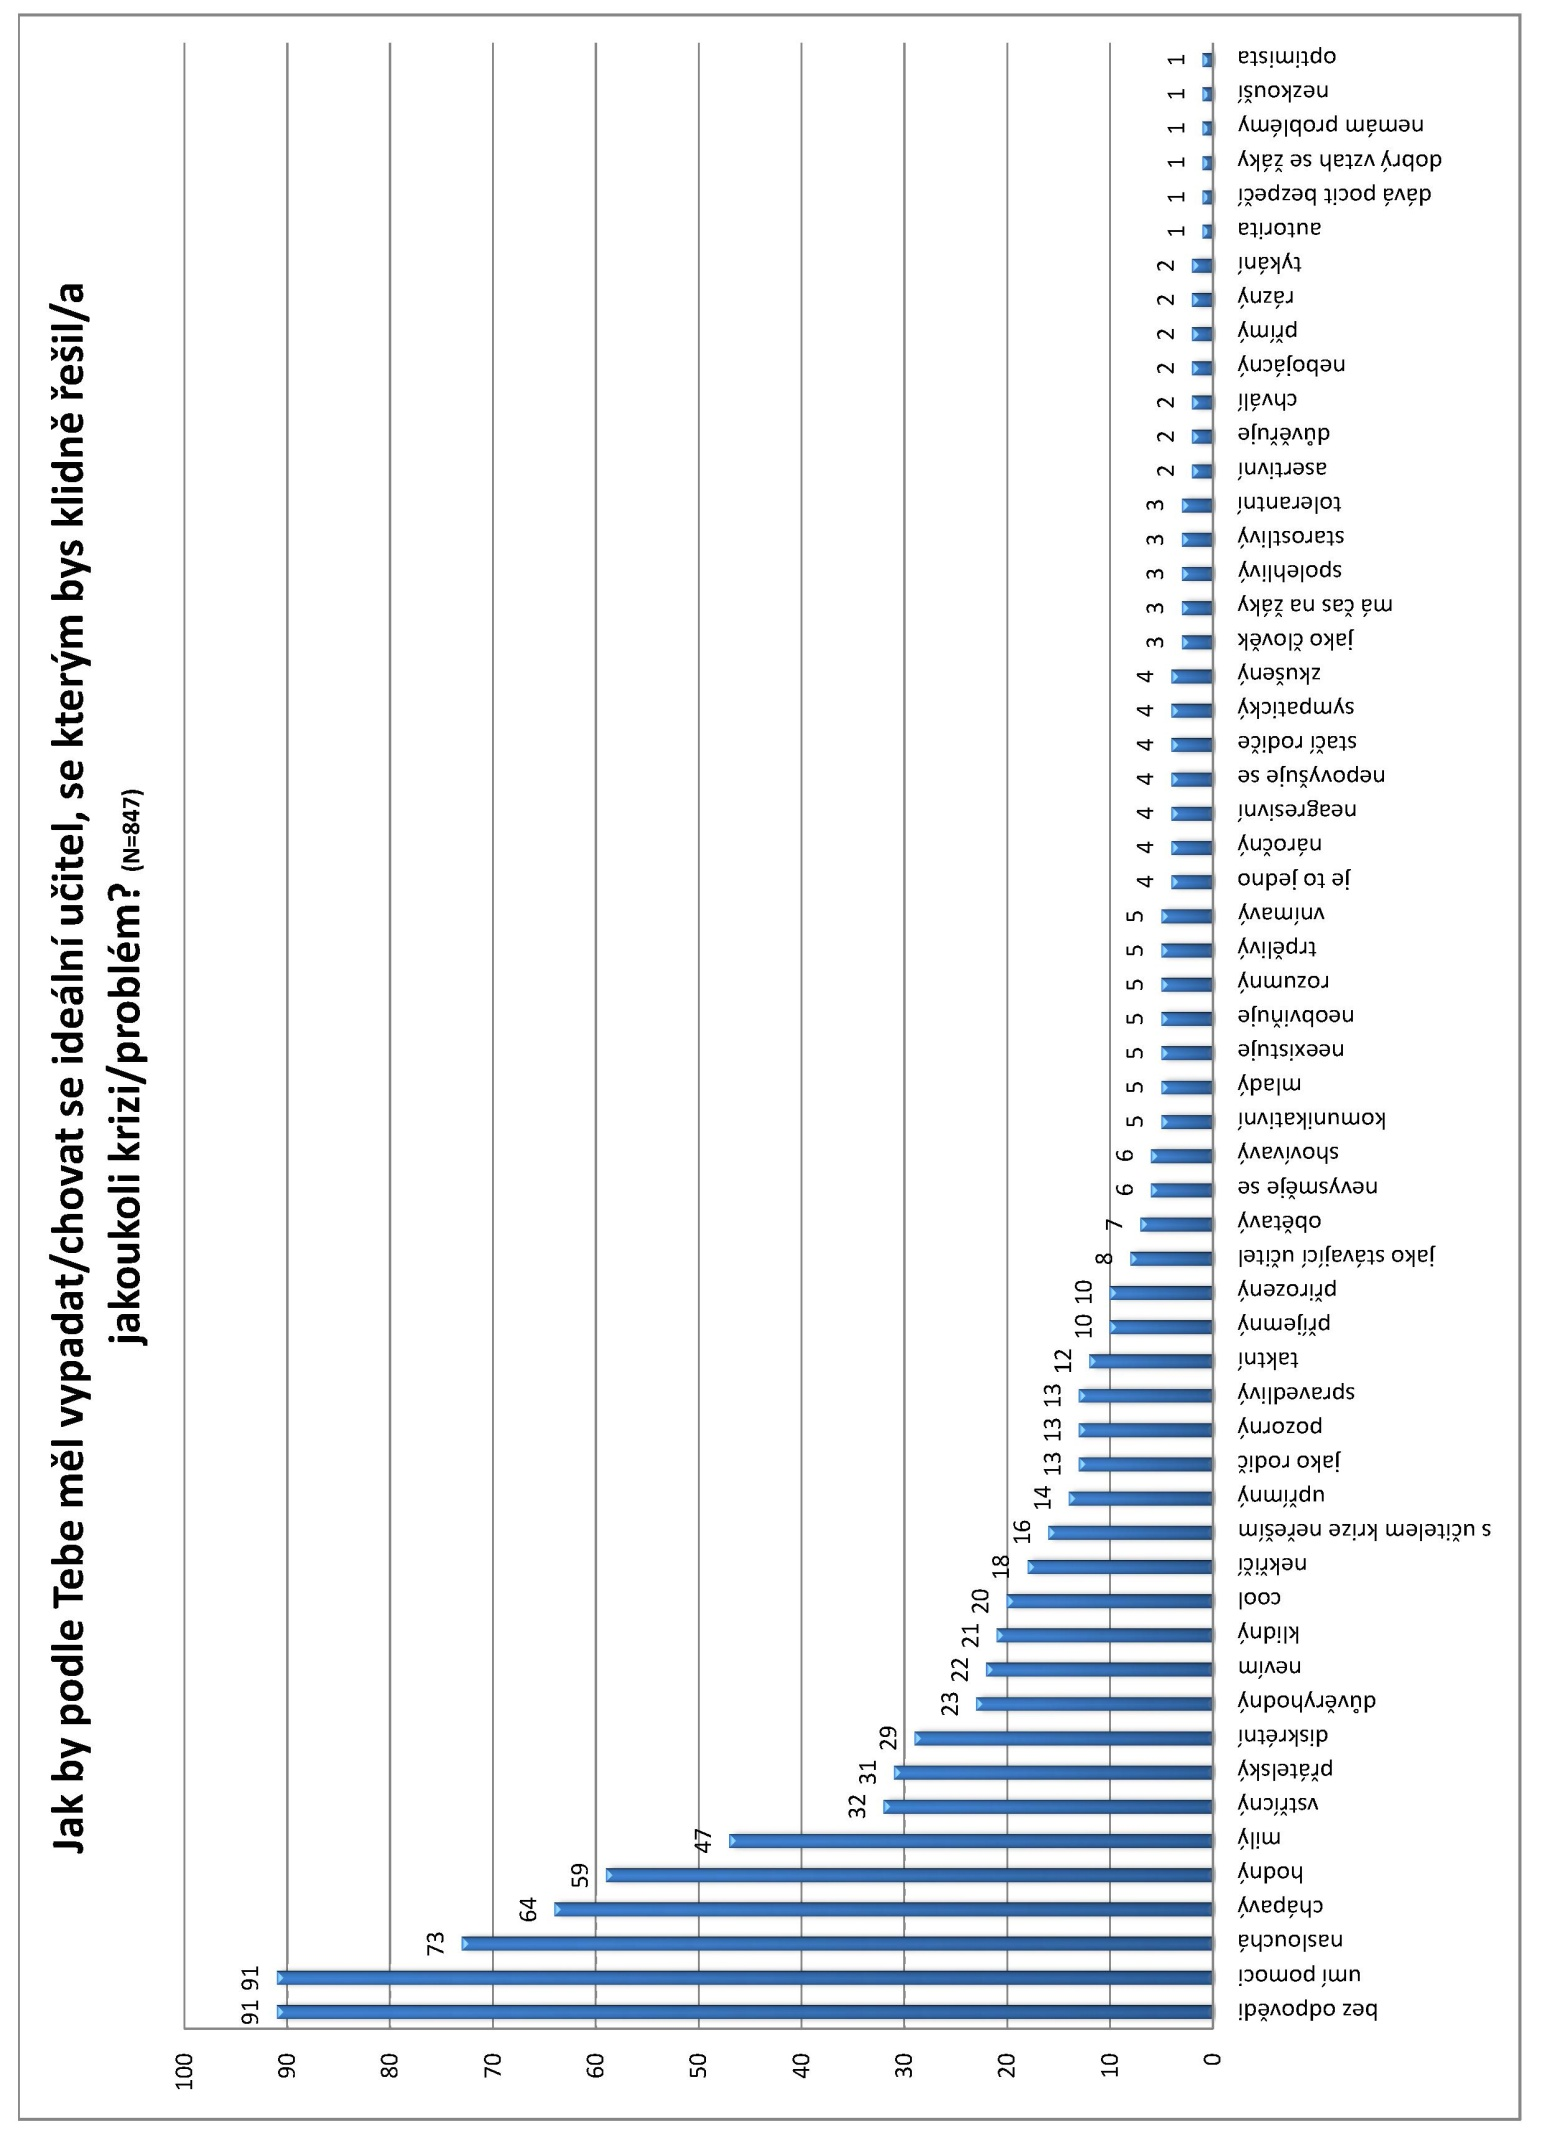 Jak by podle Tebe měl vypadat/chovat se ideální učitel, se kterým bys klidně řešil/a
jakoukoli krizi/problém? (N=847)
100
90
80
70
60
50
40
30
20
10
0
91
91
73
64
59
47
32
31
29
23
22
21
20
18
16
14
13
13
13
12
10
10
8
7
6
6
5
5
5
5
5
5
5
4
4
4
4
4
4
4
3
3
3
3
3
2
2
2
2
2
2
2
1
1
1
1
1
1
bez odpovědi
umí pomoci
naslouchá
chápavý
hodný
milý
vstřícný
přátelský
diskrétní
důvěryhodný
nevím
klidný
cool
nekřičí
s učitelem krize neřeším
upřímný
jako rodič
pozorný
spravedlivý
taktní
příjemný
přirozený
jako stávající učitel
obětavý
nevysměje se
shovívavý
komunikativní
mladý
neexistuje
neobviňuje
rozumný
trpělivý
vnímavý
je to jedno
náročný
neagresivní
nepovyšuje se
stačí rodiče
sympatický
zkušený
jako člověk
má čas na žáky
spolehlivý
starostlivý
tolerantní
asertivní
důvěřuje
chválí
nebojácný
přímý
rázný
tykání
autorita
dává pocit bezpečí
dobrý vztah se žáky
nemám problémy
nezkouší
optimista